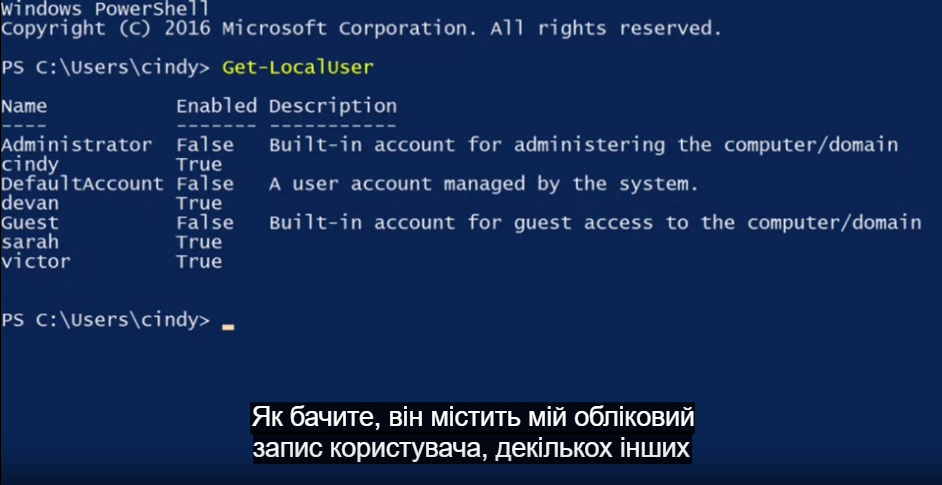 Windows PowerShell
Copyright (C) 2016 Microsoft Corporation. All rights reserved.
PS C:\Users\cindy> Get-LocalUser
Name Enabled Description
---- ------- -----------
Administrator False Built-in account for administering the computer/domain
cindy True
DefaultAccount False A user account managed by the system.
devan True
Guest False Built-in account for guest access to the computer/domain
sarah True
victor True
PS C:\Users\cindy> _
Як бачите, він містить мій обліковий
запис користувача, декількох інших